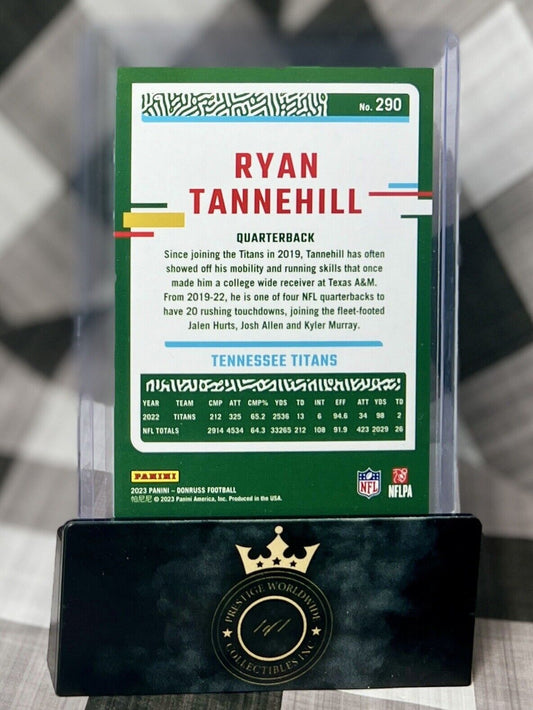 No. 290
RYAN
TANNEHILL
QUARTERBACK
Since joining the Titans in 2019, Tannehill has often
showed off his mobility and running skills that once
made him a college wide receiver at Texas A&M.
From 2019-22, he is one of four NFL quarterbacks to
have 20 rushing touchdowns, joining the fleet-footed
Jalen Hurts, Josh Allen and Kyler Murray.
TENNESSEE TITANS
YEAR TEAM CMP ATT CMP% YDS TD INT EFF ATT YDS TD
2022 TITANS 212 325 65.2 2536 13 6 94.6 34 98 2
NFL TOTALS 2914 4534 64.3 33265 212 108 91.9 423 2029 26
PANINI
NFL
NFLPA
2023 PANINI – DONRUSS FOOTBALL
帕尼尼 © 2023 Panini America, Inc. Produced in the USA.
PRESTIGE WORLDWIDE
1of1
COLLECTIBLES INC